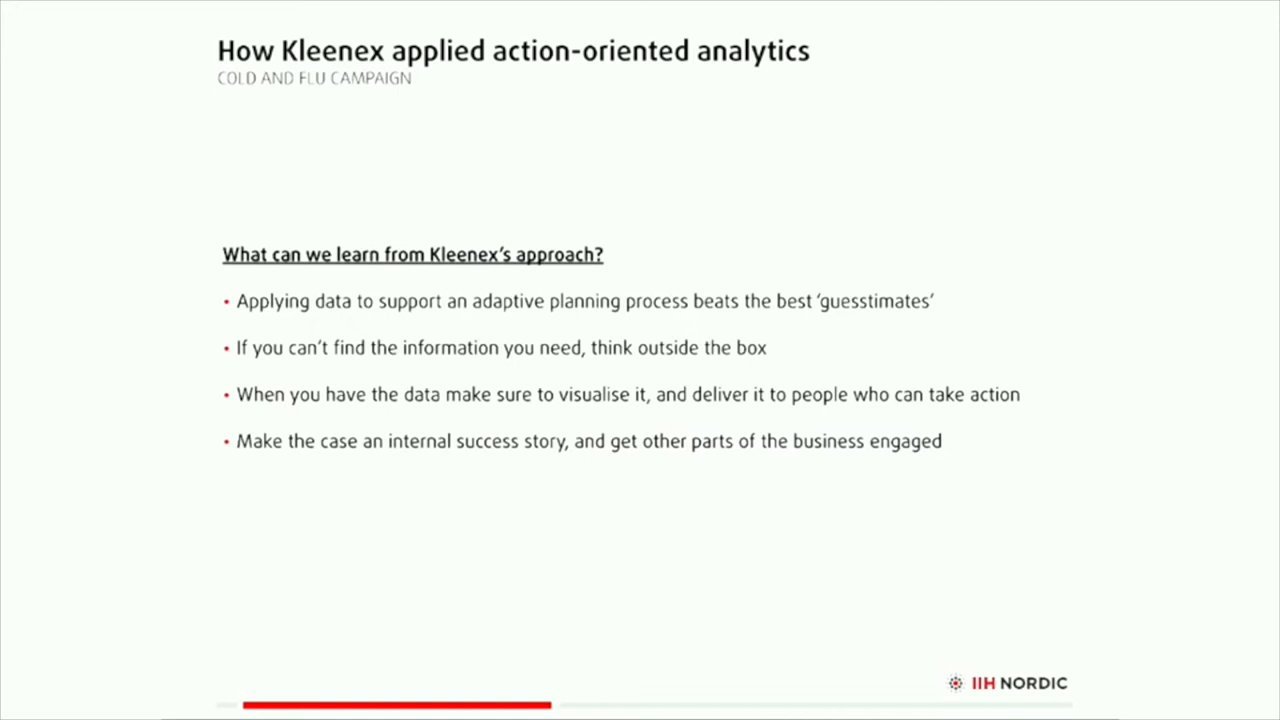 How Kleenex applied action-oriented analytics
COLD AND FLU CAMPAIGN
What can we learn from Kleenex’s approach?
• Applying data to support an adaptive planning process beats the best ‘guesstimates’
• If you can’t find the information you need, think outside the box
• When you have the data make sure to visualise it, and deliver it to people who can take action
• Make the case an internal success story, and get other parts of the business engaged
IIH NORDIC